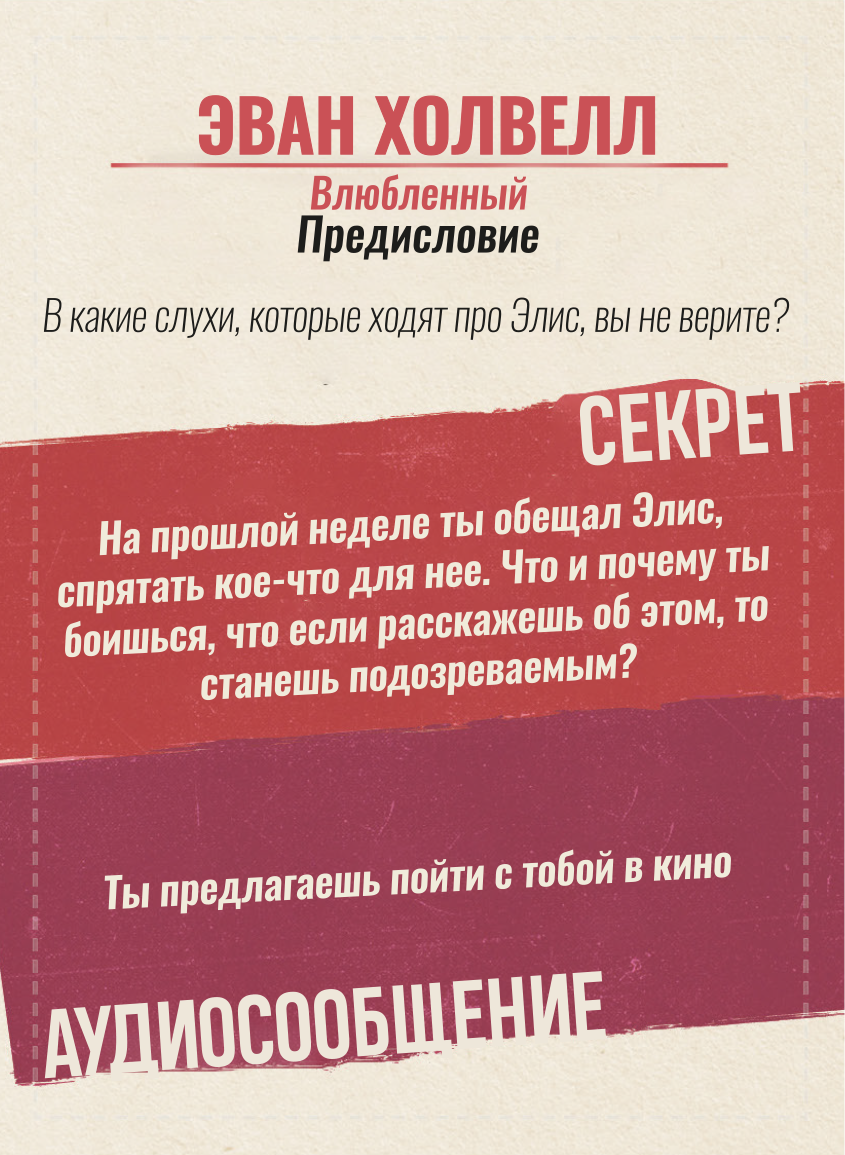 ЭВАН ХОЛВЕЛЛ
Влюбленный
Предисловие
В какие слухи, которые ходят про Элис, вы не верите?
СЕКРЕТ
На прошлой неделе ты обещал Элис,
спрятать кое-что для нее. Что и почему ты
боишься, что если расскажешь об этом, то
станешь подозреваемым?
Ты предлагаешь пойти с тобой в кино
АУДИОСООБЩЕНИЕ